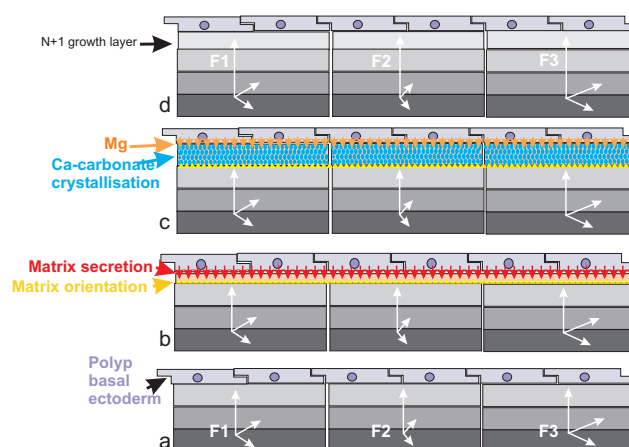 N+1 growth layer
F1 F2 F3
d
Mg
Ca-carbonate
crystallisation
c
Matrix secretion
Matrix orientation
b
Polyp
basal
ectoderm
F1 F2 F3
a